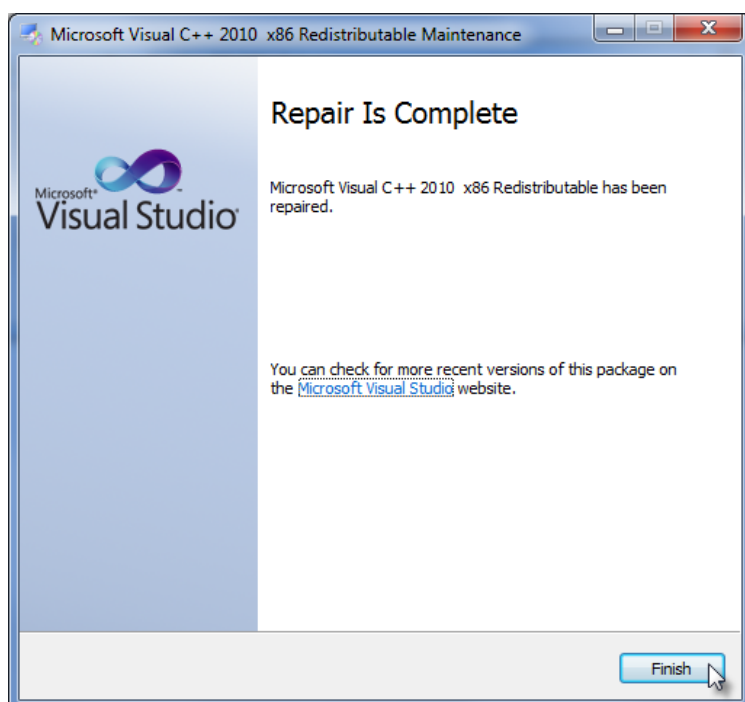 Microsoft Visual C++ 2010  x86 Redistributable Maintenance
Repair Is Complete
Microsoft®
Visual Studio®
Microsoft Visual C++ 2010  x86 Redistributable has been
repaired.
You can check for more recent versions of this package on
the Microsoft Visual Studio website.
Finish